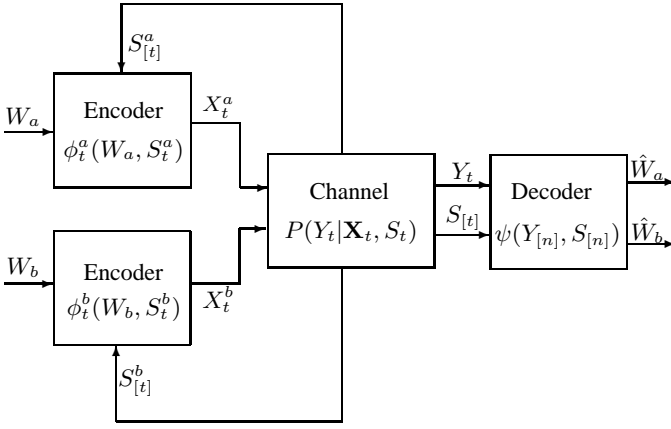 S^a_{[t]}
W_a
Encoder
φ^a_t(W_a, S^a_t)
X^a_t
Channel
P(Y_t|𝐗_t, S_t)
Y_t
S_{[t]}
Decoder
ψ(Y_{[n]}, S_{[n]})
Ŵ_a
Ŵ_b
W_b
Encoder
φ^b_t(W_b, S^b_t)
X^b_t
S^b_{[t]}